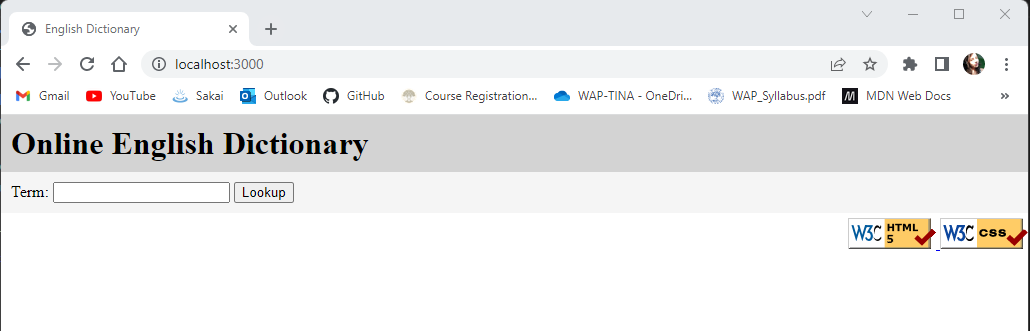 English Dictionary
localhost:3000
Gmail YouTube Sakai Outlook GitHub Course Registration... WAP-TINA - OneDri... WAP_Syllabus.pdf M MDN Web Docs »
Online English Dictionary
Term: Lookup
W3C HTML 5 W3C CSS